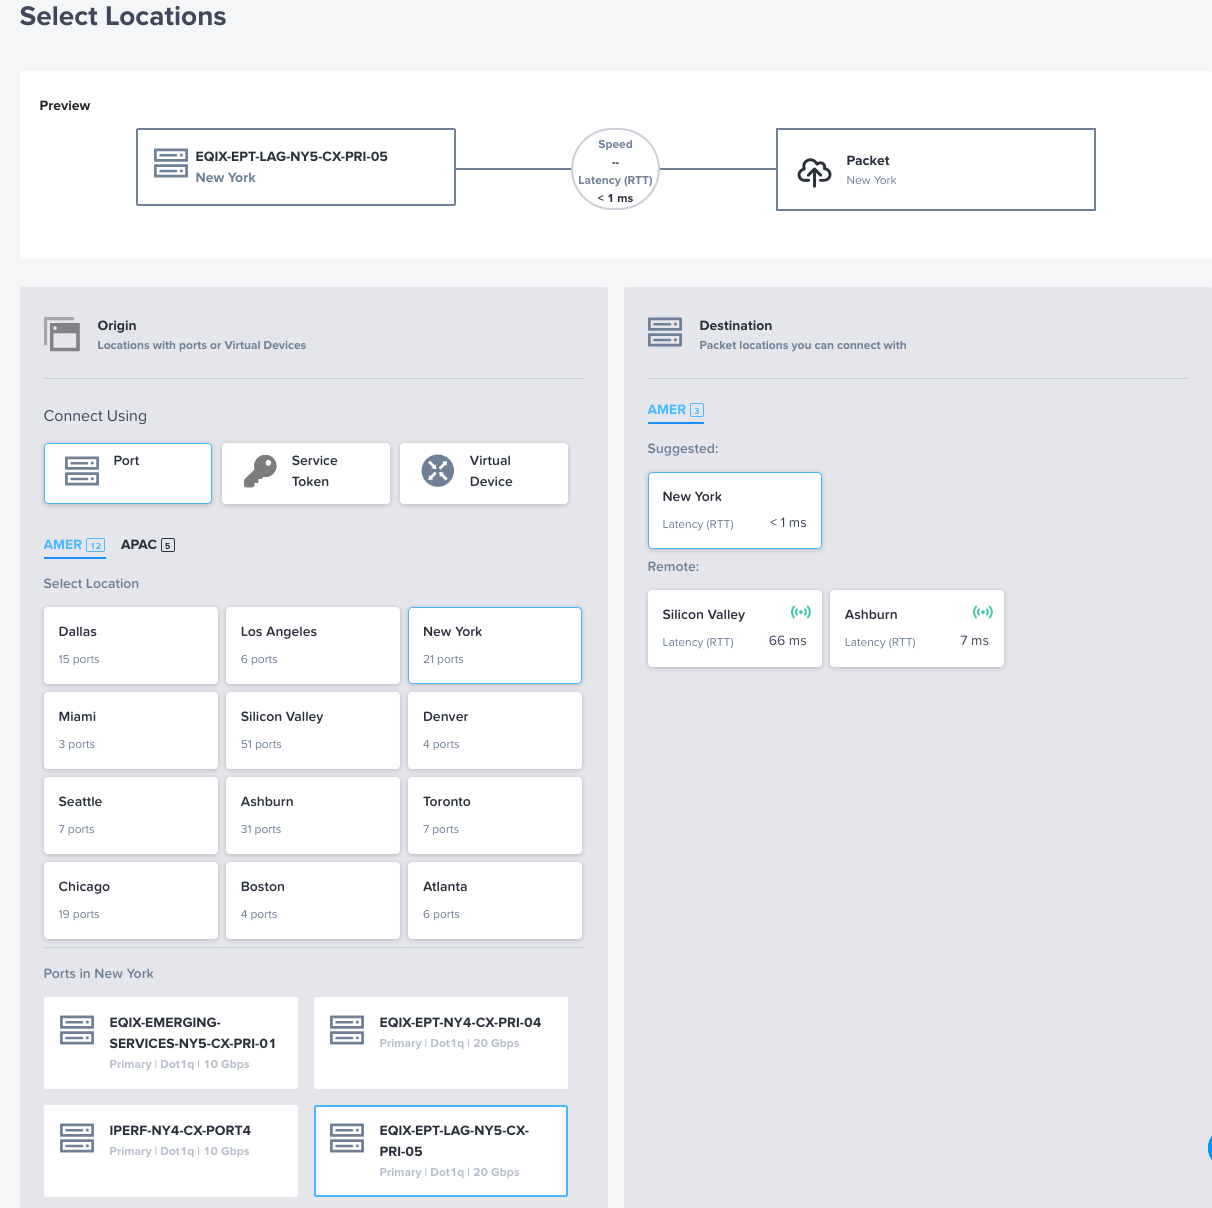 Select Locations
Preview
EQIX-EPT-LAG-NY5-CX-PRI-05
New York
Speed
--
Latency (RTT)
< 1 ms
Packet
New York
Origin
Locations with ports or Virtual Devices
Connect Using
Port
Service
Token
Virtual
Device
AMER 12 APAC 5
Select Location
Dallas
15 ports
Los Angeles
6 ports
New York
21 ports
Miami
3 ports
Silicon Valley
51 ports
Denver
4 ports
Seattle
7 ports
Ashburn
31 ports
Toronto
7 ports
Chicago
19 ports
Boston
4 ports
Atlanta
6 ports
Ports in New York
EQIX-EMERGING-
SERVICES-NY5-CX-PRI-01
Primary | Dot1q | 10 Gbps
EQIX-EPT-NY4-CX-PRI-04
Primary | Dot1q | 20 Gbps
IPERF-NY4-CX-PORT4
Primary | Dot1q | 10 Gbps
EQIX-EPT-LAG-NY5-CX-
PRI-05
Primary | Dot1q | 20 Gbps
Destination
Packet locations you can connect with
AMER 3
Suggested:
New York
Latency (RTT) < 1 ms
Remote:
Silicon Valley
Latency (RTT) 66 ms
Ashburn
Latency (RTT) 7 ms